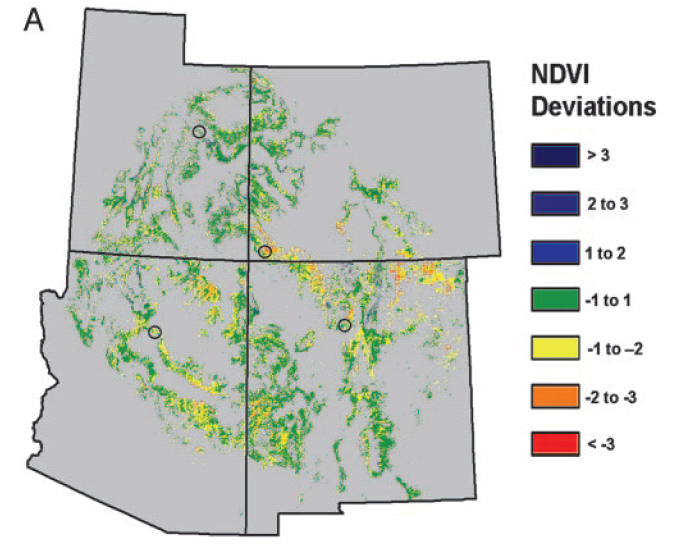 A
NDVI
Deviations
> 3
2 to 3
1 to 2
-1 to 1
-1 to –2
-2 to -3
< -3